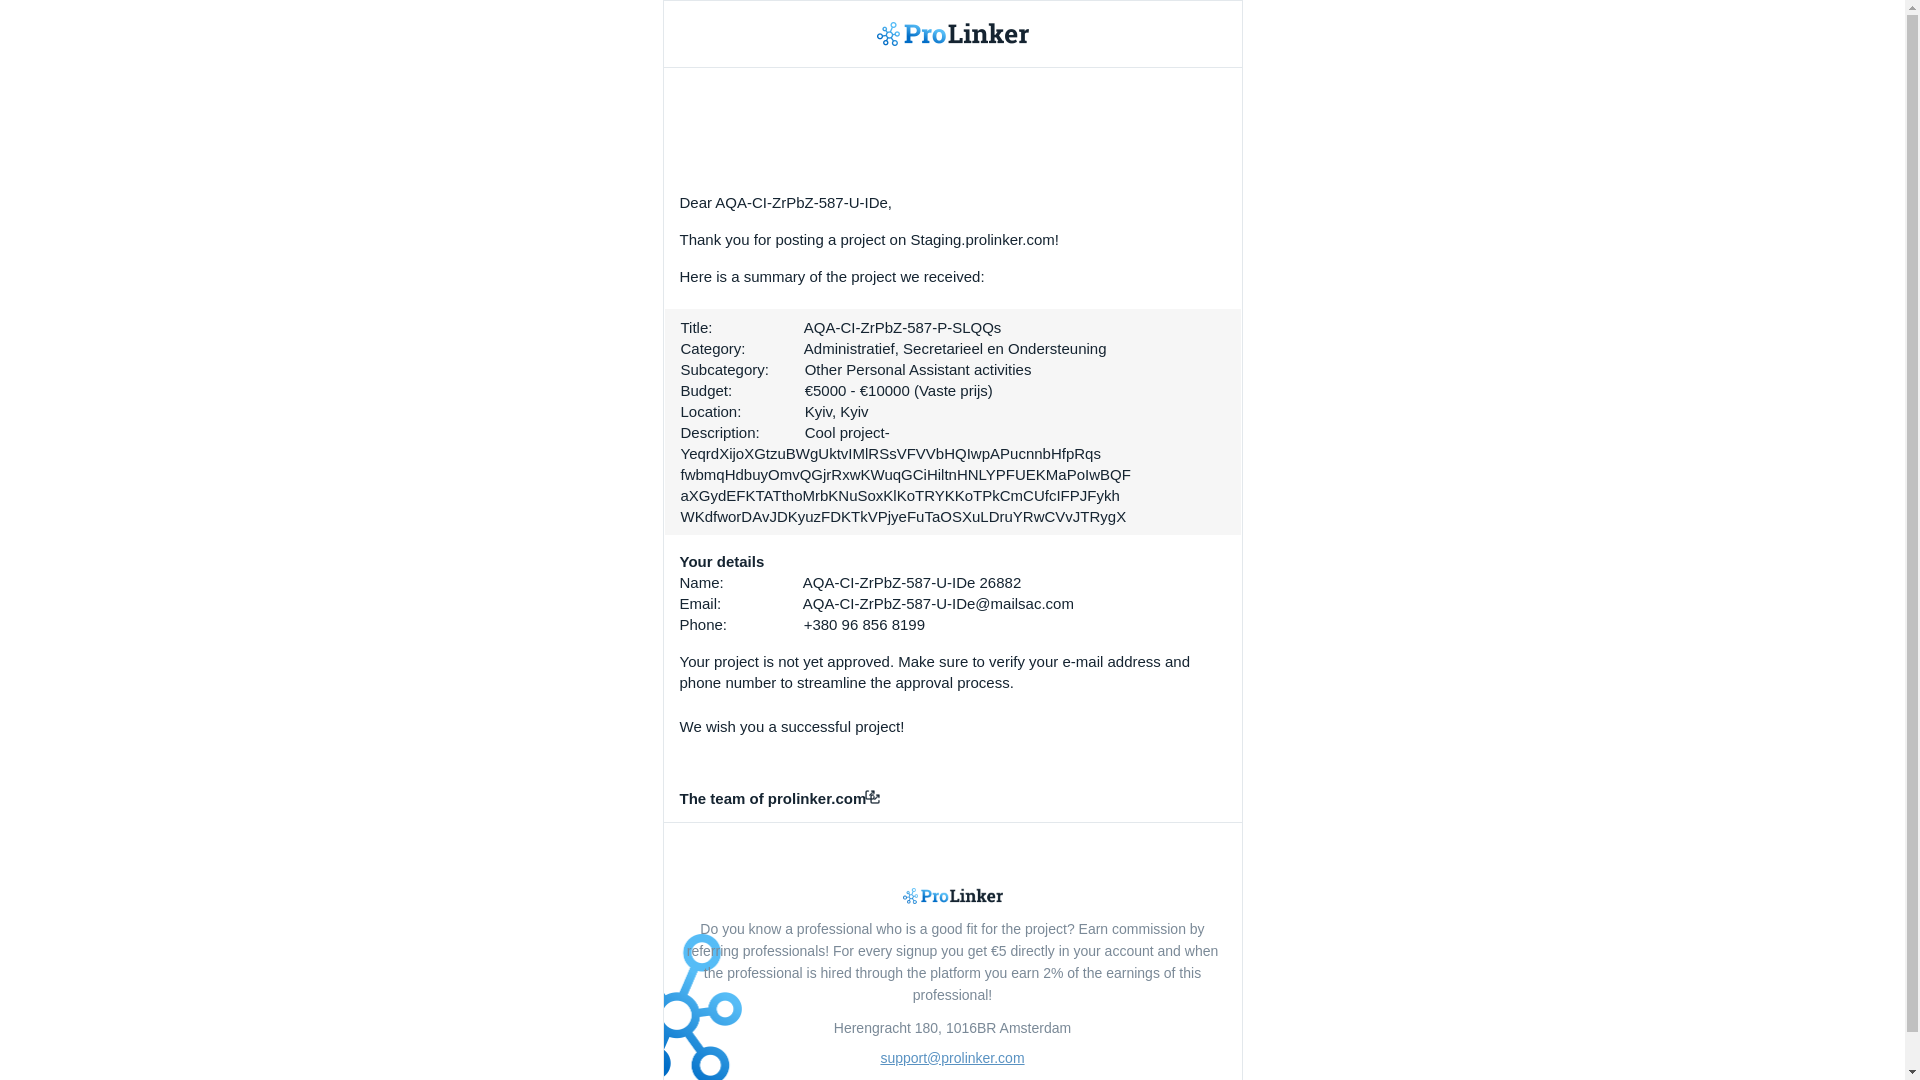 ProLinker
Dear AQA-CI-ZrPbZ-587-U-IDe,
Thank you for posting a project on Staging.prolinker.com!
Here is a summary of the project we received:
Title: AQA-CI-ZrPbZ-587-P-SLQQs
Category: Administratief, Secretarieel en Ondersteuning
Subcategory: Other Personal Assistant activities
Budget: €5000 - €10000 (Vaste prijs)
Location: Kyiv, Kyiv
Description: Cool project-
YeqrdXijoXGtzuBWgUktvIMlRSsVFVVbHQIwpAPucnnbHfpRqs
fwbmqHdbuyOmvQGjrRxwKWuqGCiHiltnHNLYPFUEKMaPoIwBQF
aXGydEFKTATthoMrbKNuSoxKlKoTRYKKoTPkCmCUfcIFPJFykh
WKdfworDAvJDKyuzFDKTkVPjyeFuTaOSXuLDruYRwCVvJTRygX
Your details
Name: AQA-CI-ZrPbZ-587-U-IDe 26882
Email: AQA-CI-ZrPbZ-587-U-IDe@mailsac.com
Phone: +380 96 856 8199
Your project is not yet approved. Make sure to verify your e-mail address and
phone number to streamline the approval process.
We wish you a successful project!
The team of prolinker.com
ProLinker
Do you know a professional who is a good fit for the project? Earn commission by
referring professionals! For every signup you get €5 directly in your account and when
the professional is hired through the platform you earn 2% of the earnings of this
professional!
Herengracht 180, 1016BR Amsterdam
support@prolinker.com